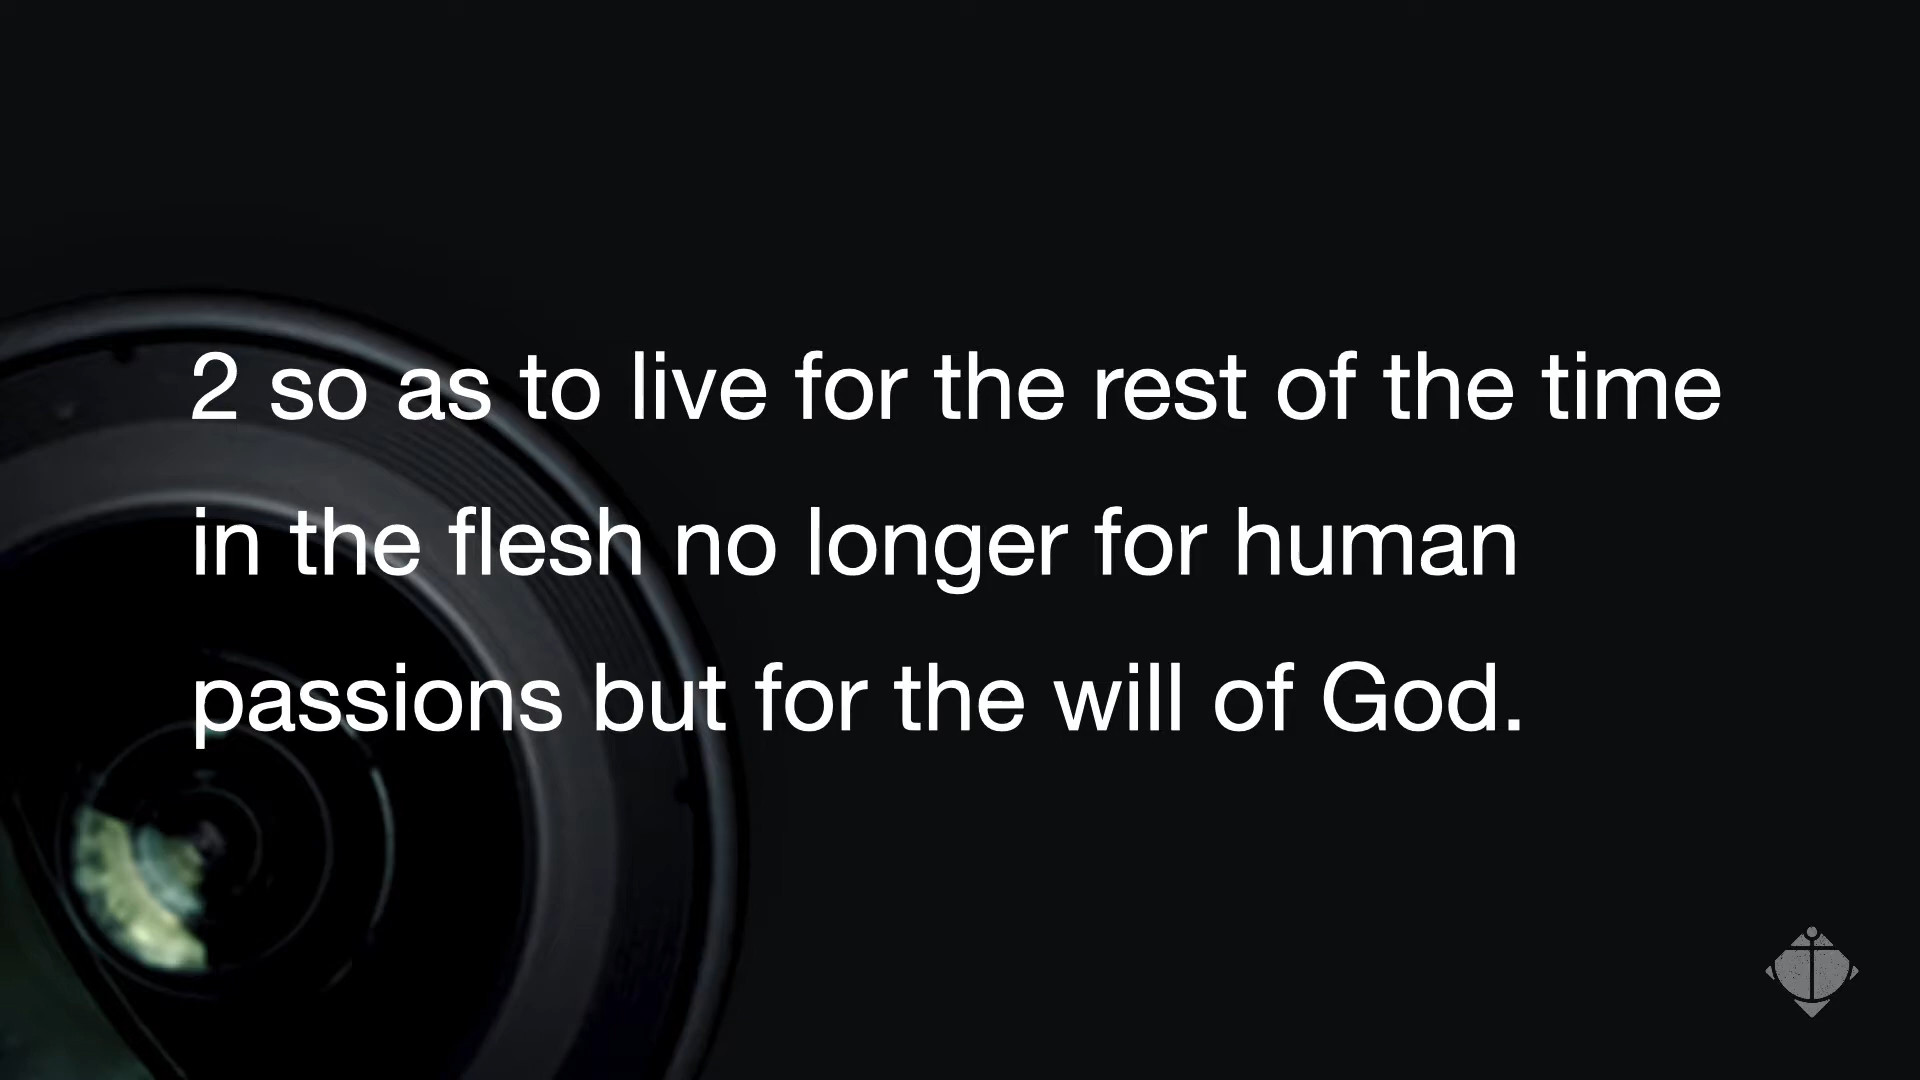 2 so as to live for the rest of the time
in the flesh no longer for human
passions but for the will of God.